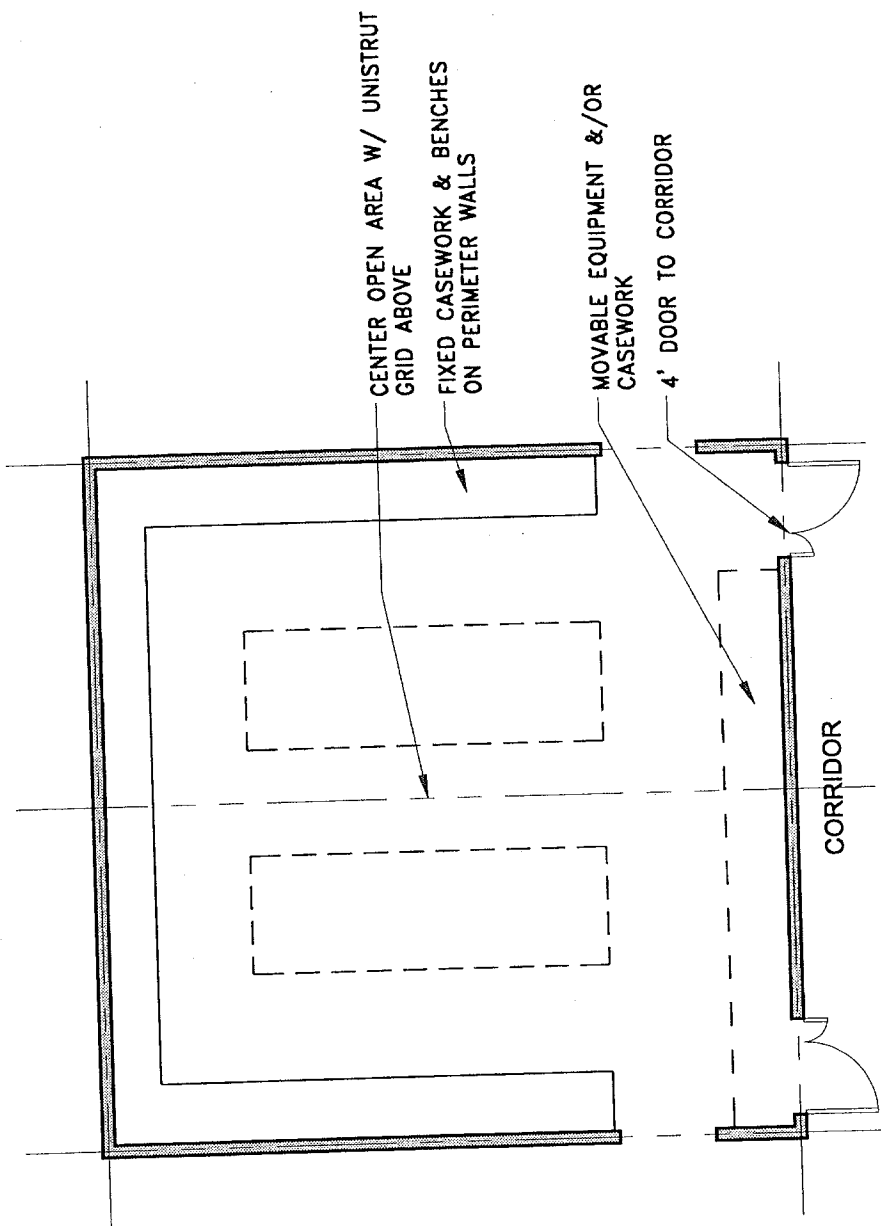 CENTER OPEN AREA W/ UNISTRUT
GRID ABOVE
FIXED CASEWORK & BENCHES
ON PERIMETER WALLS
MOVABLE EQUIPMENT &/OR
CASEWORK
4' DOOR TO CORRIDOR
CORRIDOR